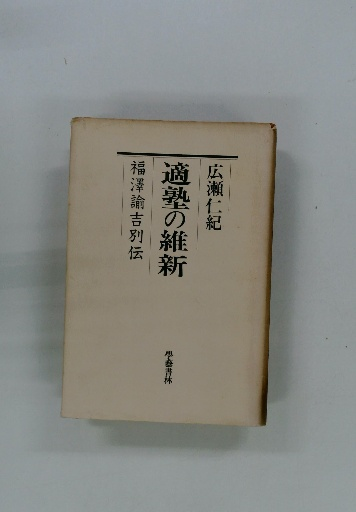 広瀬仁紀
適塾の維新
福澤諭吉別伝
學藝書林